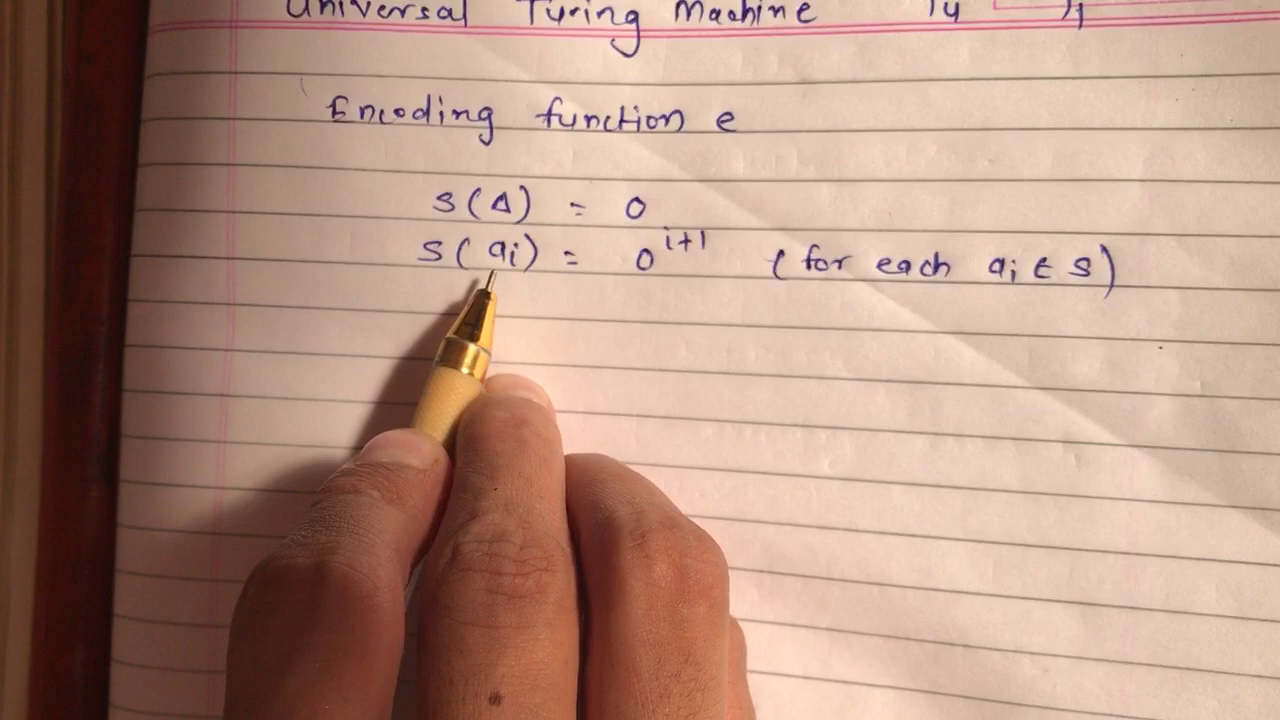 Universal Turing Machine
Encoding function e
s(Δ) = 0
s(ai) = 0^i+1 (for each ai ∈ S)